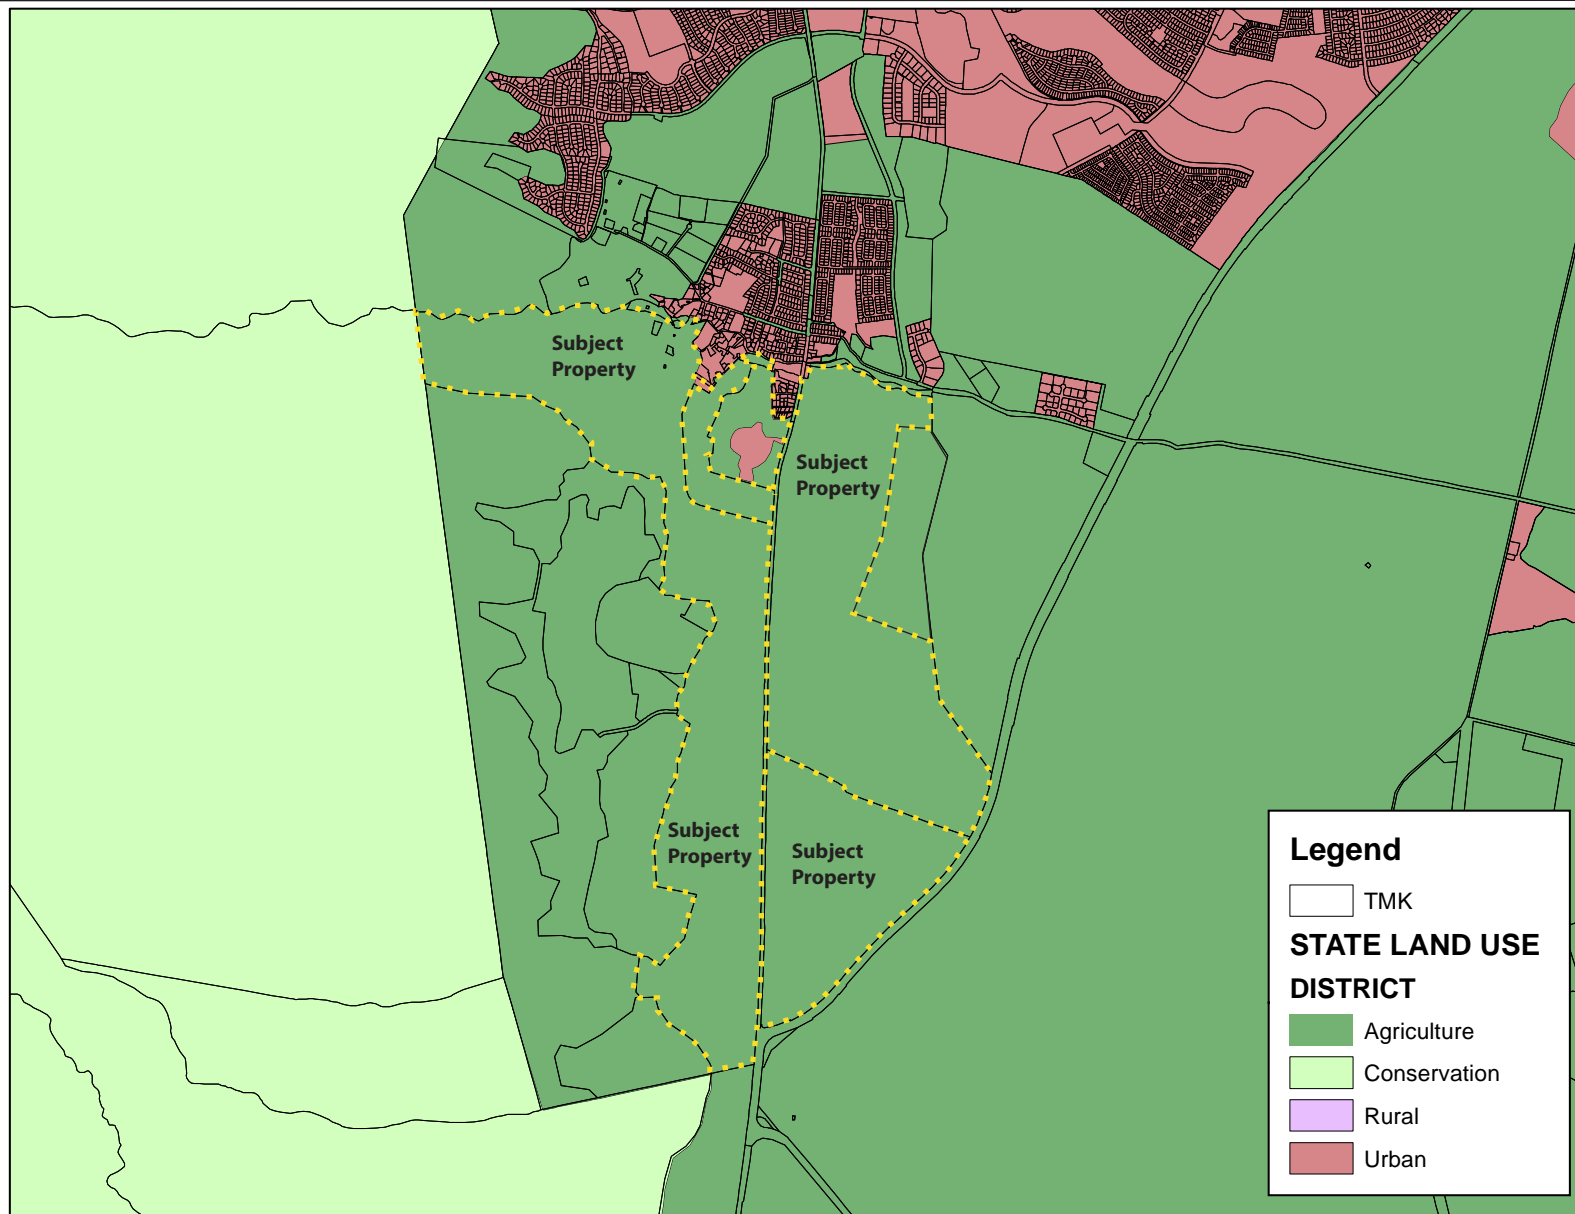 Subject
Property
Subject
Property
Subject
Property
Subject
Property
Legend
TMK
STATE LAND USE
DISTRICT
Agriculture
Conservation
Rural
Urban